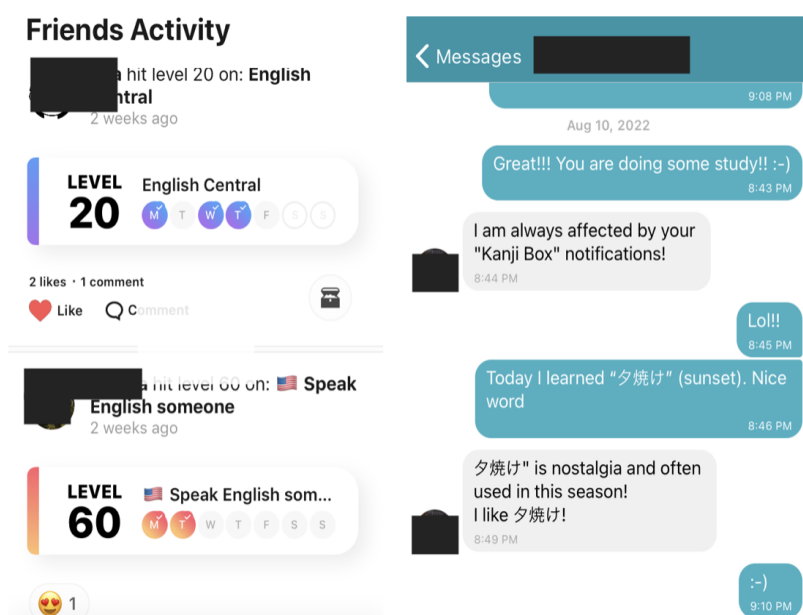 Friends Activity
a hit level 20 on: English
ntral
2 weeks ago
LEVEL
20
English Central
M T W T F S S
2 likes · 1 comment
Like
Comment
a hit level 60 on: 🇺🇸 Speak
English someone
2 weeks ago
LEVEL
60
🇺🇸 Speak English som...
M T W T F S S
😍 1
Messages
9:08 PM
Aug 10, 2022
Great!!! You are doing some study!! :-)
8:43 PM
I am always affected by your
"Kanji Box" notifications!
8:44 PM
Lol!!
8:45 PM
Today I learned “夕焼け” (sunset). Nice
word
8:46 PM
夕焼け" is nostalgia and often
used in this season!
I like 夕焼け!
8:49 PM
:-)
9:10 PM